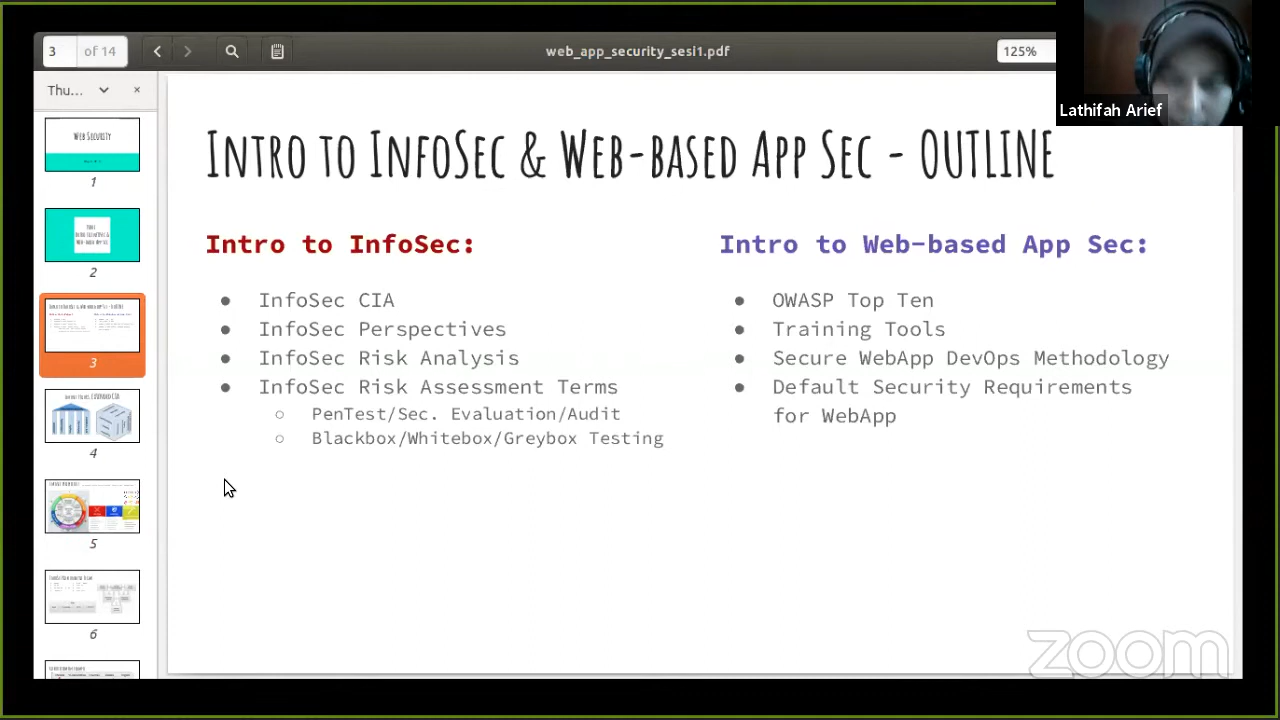 3 of 14
web_app_security_sesi1.pdf
125%
Lathifah Arief
Thu...
Web Security
1
2
3
4
5
6
Intro to InfoSec & Web-based App Sec - OUTLINE
Intro to InfoSec:
● InfoSec CIA
● InfoSec Perspectives
● InfoSec Risk Analysis
● InfoSec Risk Assessment Terms
○ PenTest/Sec. Evaluation/Audit
○ Blackbox/Whitebox/Greybox Testing
Intro to Web-based App Sec:
● OWASP Top Ten
● Training Tools
● Secure WebApp DevOps Methodology
● Default Security Requirements
for WebApp
zoom